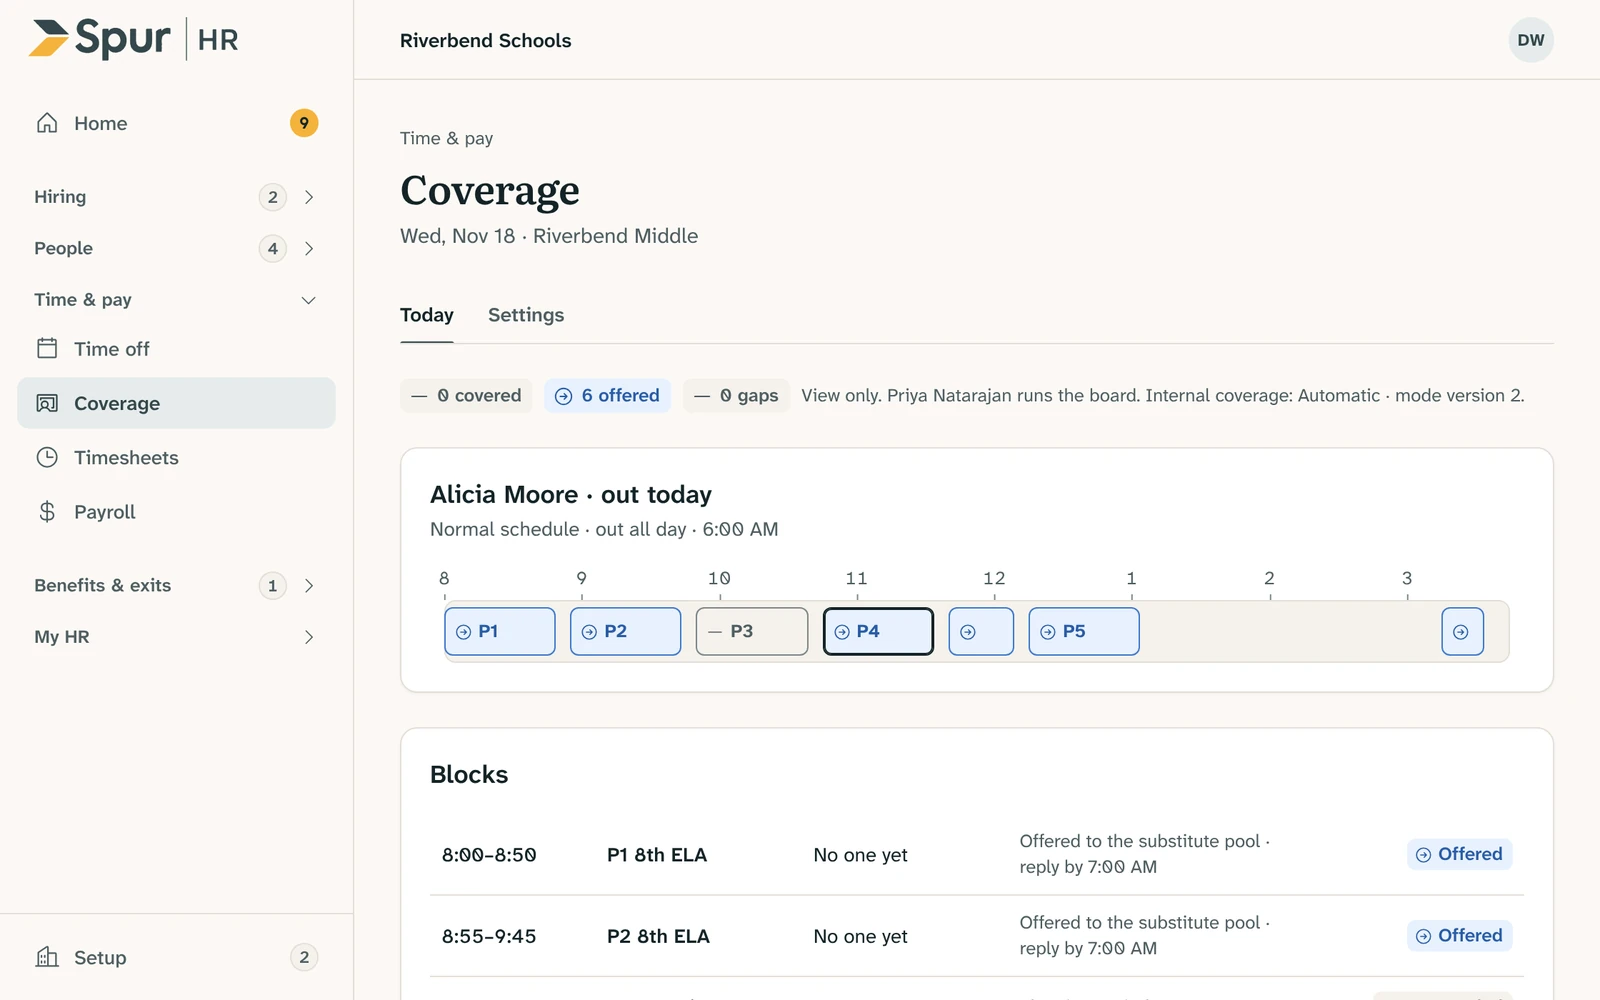 Spur HR
Riverbend Schools
DW
Home 9
Hiring 2
People 4
Time & pay
Time off
Coverage
Timesheets
Payroll
Benefits & exits 1
My HR
Setup 2
Time & pay
Coverage
Wed, Nov 18 · Riverbend Middle
Today Settings
— 0 covered 6 offered — 0 gaps View only. Priya Natarajan runs the board. Internal coverage: Automatic · mode version 2.
Alicia Moore · out today
Normal schedule · out all day · 6:00 AM
8 9 10 11 12 1 2 3
P1 P2 — P3 P4 P5
Blocks
8:00–8:50 P1 8th ELA No one yet Offered to the substitute pool ·
reply by 7:00 AM Offered
8:55–9:45 P2 8th ELA No one yet Offered to the substitute pool ·
reply by 7:00 AM Offered